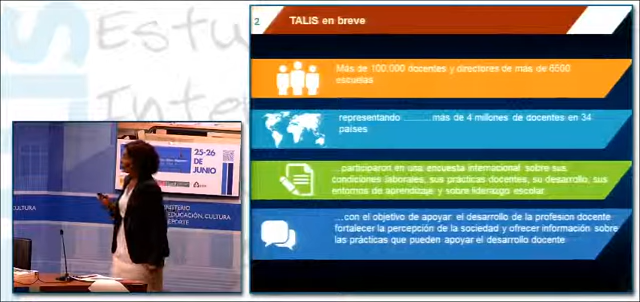 Estu
Inte
2
TALIS en breve
Más de 100.000 docentes y directores de más de 6500
escuelas
representando ........... más de 4 millones de docentes en 34
países
...participaron en una encuesta internacional sobre sus
condiciones laborales, sus prácticas docentes, su desarrollo, sus
entornos de aprendizaje y sobre liderazgo escolar.
....con el objetivo de apoyar el desarrollo de la profesion docente
fortalecer la percepción de la sociedad y ofrecer información sobre
las prácticas que pueden apoyar el desarrollo docente
25-26
DE
JUNIO
CULTURA
MINISTERIO
EDUCACIÓN, CULTURA
DEPORTE